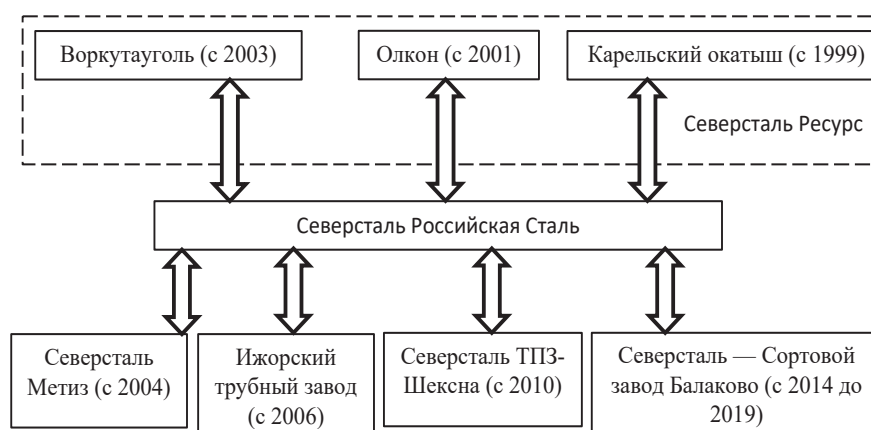 Воркутауголь (с 2003)
Олкон (с 2001)
Карельский окатыш (с 1999)
Северсталь Ресурс
Северсталь Российская Сталь
Северсталь
Метиз (с 2004)
Ижорский
трубный завод
(с 2006)
Северсталь ТПЗ-
Шексна (с 2010)
Северсталь — Сортовой
завод Балаково (с 2014 до
2019)